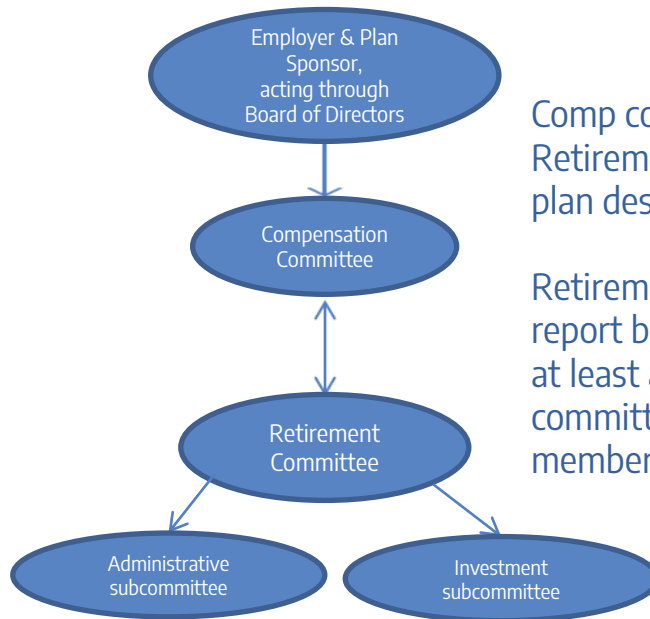 Employer & Plan
Sponsor,
acting through
Board of Directors
Comp
Retirem
plan des
Compensation
Committee
Retirem
report b
at least
committ
member
Retirement
Committee
Administrative
subcommittee
Investment
subcommittee